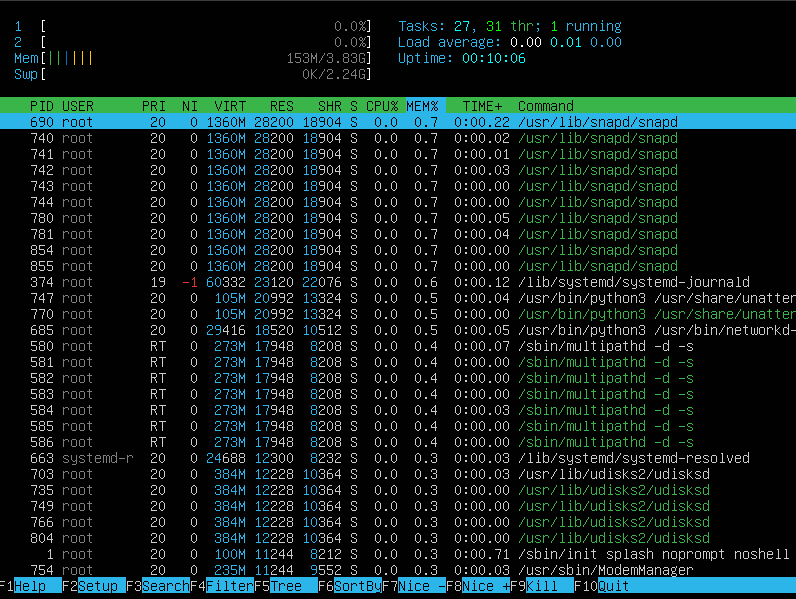 1 [ 0.0%] Tasks: 27, 31 thr; 1 running
2 [ 0.0%] Load average: 0.00 0.01 0.00
Mem[|||||| 153M/3.83G] Uptime: 00:10:06
Swp[ 0K/2.24G]
PID USER PRI NI VIRT RES SHR S CPU% MEM% TIME+ Command
690 root 20 0 1360M 28200 18904 S 0.0 0.7 0:00.22 /usr/lib/snapd/snapd
740 root 20 0 1360M 28200 18904 S 0.0 0.7 0:00.02 /usr/lib/snapd/snapd
741 root 20 0 1360M 28200 18904 S 0.0 0.7 0:00.01 /usr/lib/snapd/snapd
742 root 20 0 1360M 28200 18904 S 0.0 0.7 0:00.03 /usr/lib/snapd/snapd
743 root 20 0 1360M 28200 18904 S 0.0 0.7 0:00.00 /usr/lib/snapd/snapd
744 root 20 0 1360M 28200 18904 S 0.0 0.7 0:00.00 /usr/lib/snapd/snapd
780 root 20 0 1360M 28200 18904 S 0.0 0.7 0:00.05 /usr/lib/snapd/snapd
781 root 20 0 1360M 28200 18904 S 0.0 0.7 0:00.04 /usr/lib/snapd/snapd
854 root 20 0 1360M 28200 18904 S 0.0 0.7 0:00.00 /usr/lib/snapd/snapd
855 root 20 0 1360M 28200 18904 S 0.0 0.7 0:00.00 /usr/lib/snapd/snapd
374 root 19 -1 60332 23120 22076 S 0.0 0.6 0:00.12 /lib/systemd/systemd-journald
747 root 20 0 105M 20992 13324 S 0.0 0.5 0:00.04 /usr/bin/python3 /usr/share/unatten
770 root 20 0 105M 20992 13324 S 0.0 0.5 0:00.00 /usr/bin/python3 /usr/share/unatten
685 root 20 0 29416 18520 10512 S 0.0 0.5 0:00.05 /usr/bin/python3 /usr/bin/networkd-
580 root RT 0 273M 17948 8208 S 0.0 0.4 0:00.07 /sbin/multipathd -d -s
581 root RT 0 273M 17948 8208 S 0.0 0.4 0:00.00 /sbin/multipathd -d -s
582 root RT 0 273M 17948 8208 S 0.0 0.4 0:00.00 /sbin/multipathd -d -s
583 root RT 0 273M 17948 8208 S 0.0 0.4 0:00.00 /sbin/multipathd -d -s
584 root RT 0 273M 17948 8208 S 0.0 0.4 0:00.03 /sbin/multipathd -d -s
585 root RT 0 273M 17948 8208 S 0.0 0.4 0:00.00 /sbin/multipathd -d -s
586 root RT 0 273M 17948 8208 S 0.0 0.4 0:00.00 /sbin/multipathd -d -s
663 systemd-r 20 0 24688 12300 8232 S 0.0 0.3 0:00.03 /lib/systemd/systemd-resolved
703 root 20 0 384M 12228 10364 S 0.0 0.3 0:00.03 /usr/lib/udisks2/udisksd
735 root 20 0 384M 12228 10364 S 0.0 0.3 0:00.00 /usr/lib/udisks2/udisksd
749 root 20 0 384M 12228 10364 S 0.0 0.3 0:00.00 /usr/lib/udisks2/udisksd
766 root 20 0 384M 12228 10364 S 0.0 0.3 0:00.00 /usr/lib/udisks2/udisksd
804 root 20 0 384M 12228 10364 S 0.0 0.3 0:00.00 /usr/lib/udisks2/udisksd
1 root 20 0 100M 11244 8212 S 0.0 0.3 0:00.71 /sbin/init splash noprompt noshell
754 root 20 0 235M 11244 9552 S 0.0 0.3 0:00.03 /usr/sbin/ModemManager
F1Help F2Setup F3SearchF4FilterF5Tree F6SortByF7Nice -F8Nice +F9Kill F10Quit